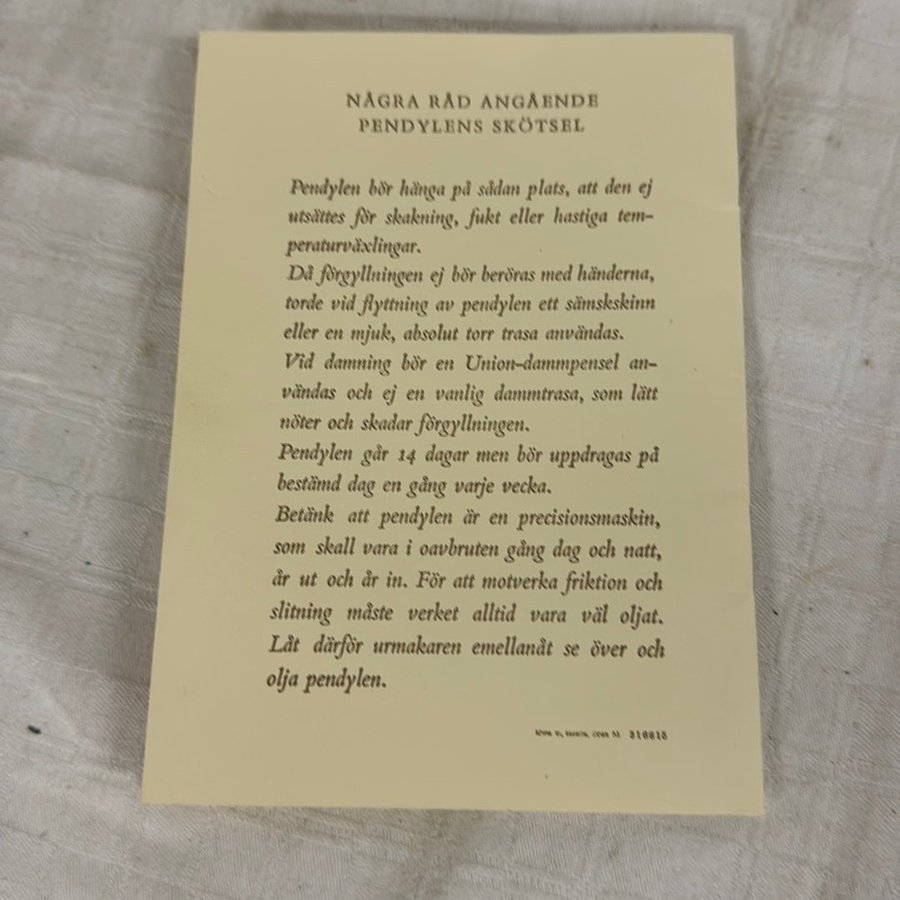 NÅGRA RÅD ANGÅENDE
PENDYLENS SKÖTSEL
Pendylen bör hänga på sådan plats, att den ej
utsättes för skakning, fukt eller hastiga tem-
peraturväxlingar.
Då förgyllningen ej bör beröras med händerna,
torde vid flyttning av pendylen ett sämskskinn
eller en mjuk, absolut torr trasa användas.
Vid damning bör en Union-dammpensel an-
vändas och ej en vanlig dammtrasa, som lätt
nöter och skadar förgyllningen.
Pendylen går 14 dagar men bör uppdragas på
bestämd dag en gång varje vecka.
Betänk att pendylen är en precisionsmaskin,
som skall vara i oavbruten gång dag och natt,
år ut och år in. För att motverka friktion och
slitning måste verket alltid vara väl oljat.
Låt därför urmakaren emellanåt se över och
olja pendylen.